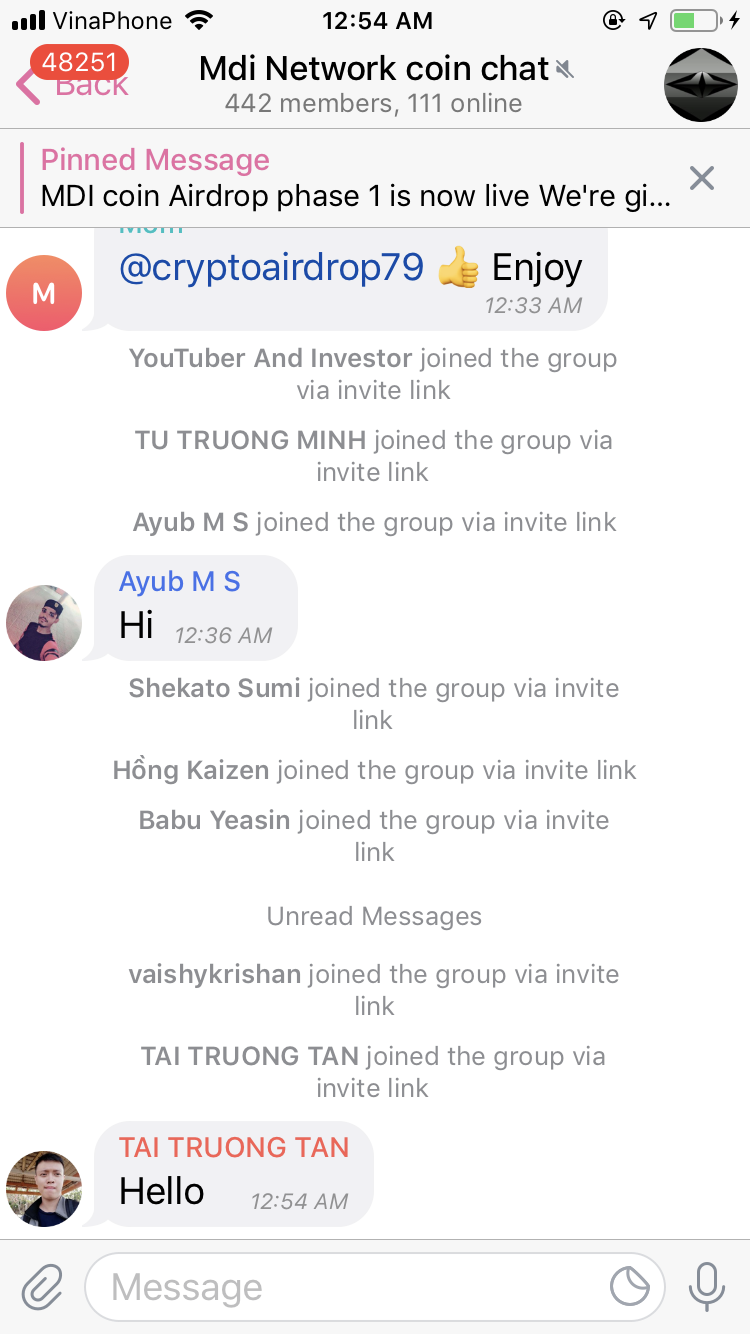 VinaPhone 12:54 AM
48251
Back
Mdi Network coin chat
442 members, 111 online
Pinned Message
MDI coin Airdrop phase 1 is now live We're gi...
M
@cryptoairdrop79 👍 Enjoy
12:33 AM
YouTuber And Investor joined the group
via invite link
TU TRUONG MINH joined the group via
invite link
Ayub M S joined the group via invite link
Ayub M S
Hi 12:36 AM
Shekato Sumi joined the group via invite
link
Hồng Kaizen joined the group via invite link
Babu Yeasin joined the group via invite
link
Unread Messages
vaishykrishan joined the group via invite
link
TAI TRUONG TAN joined the group via
invite link
TAI TRUONG TAN
Hello 12:54 AM
Message